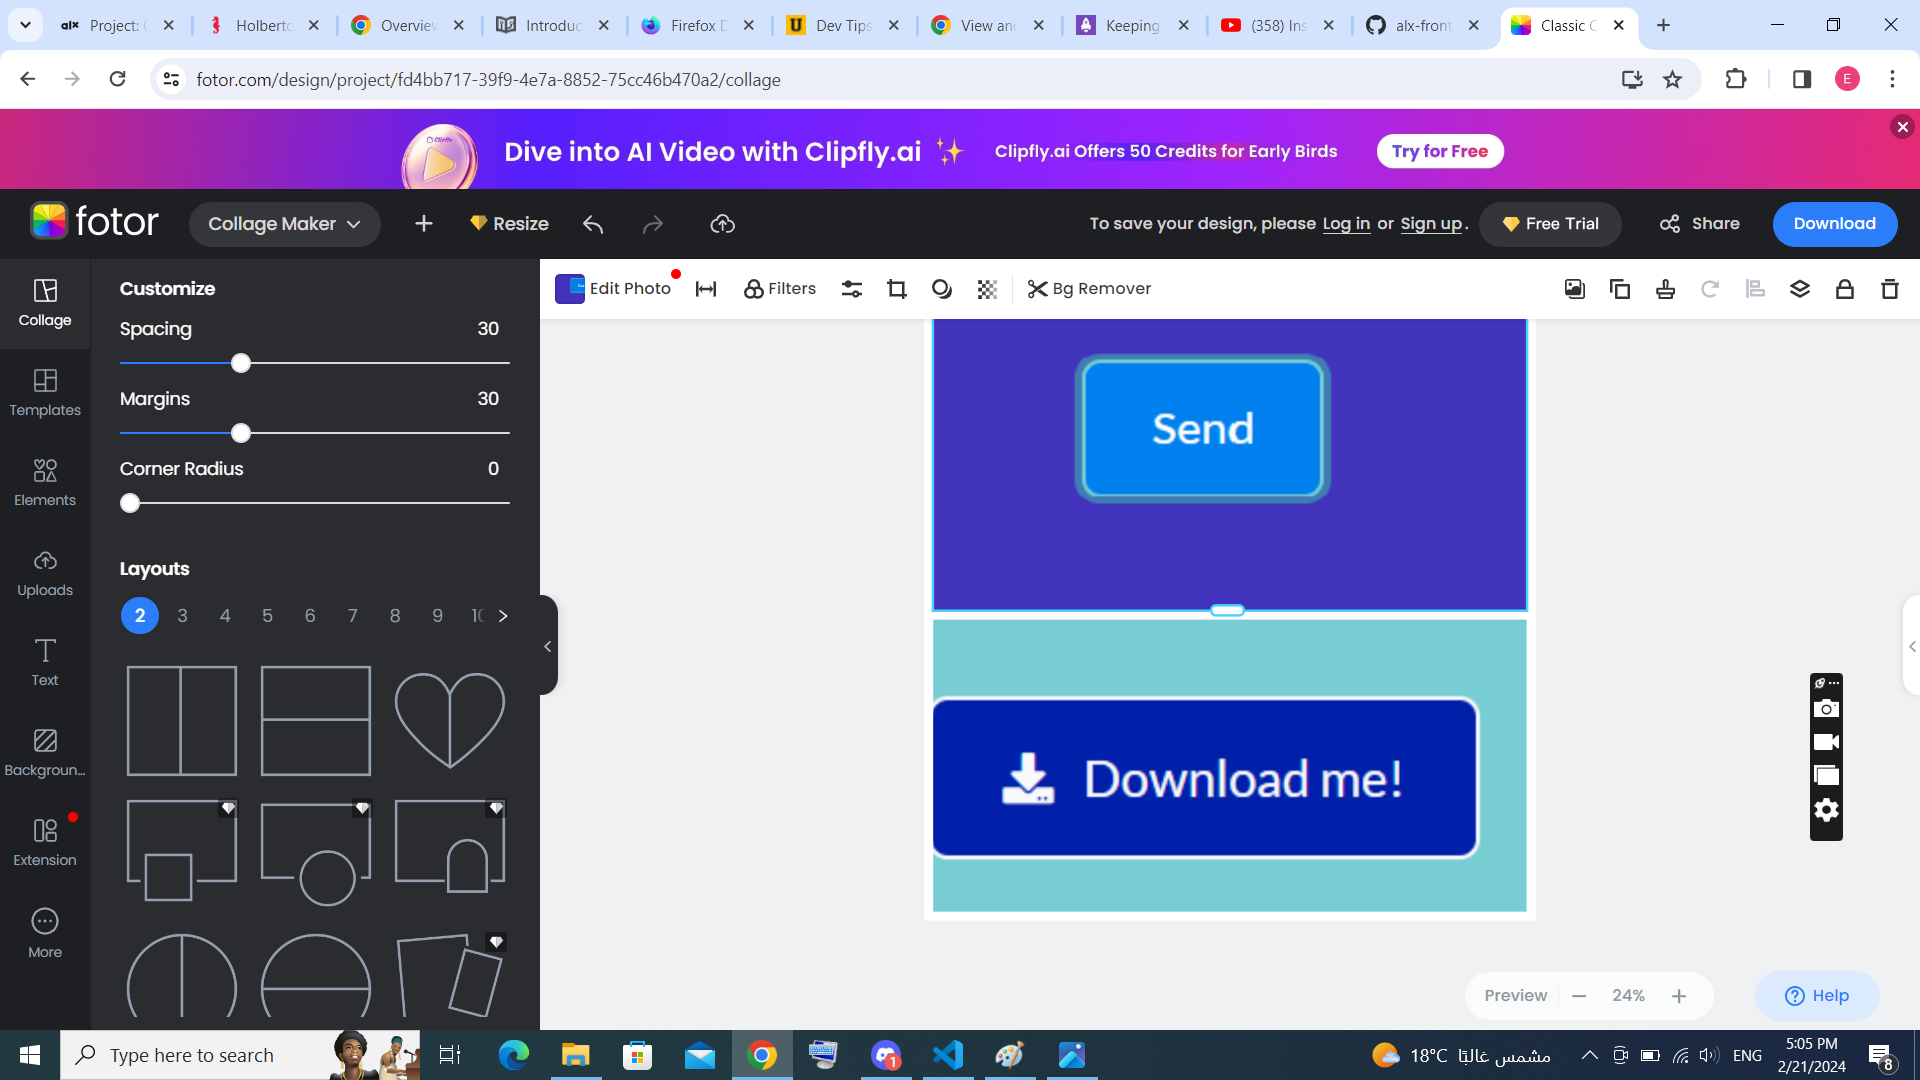 alx Project: Holberto Overview Introduc Firefox D Dev Tips View and Keeping (358) Ins alx-front Classic C
fotor.com/design/project/fd4bb717-39f9-4e7a-8852-75cc46b470a2/collage
E
Dive into AI Video with Clipfly.ai Clipfly.ai Offers 50 Credits for Early Birds Try for Free
fotor Collage Maker Resize To save your design, please Log in or Sign up. Free Trial Share Download
Edit Photo Filters Bg Remover
Collage
Templates
Elements
Uploads
Text
Backgroun...
Extension
More
Customize
Spacing 30
Margins 30
Corner Radius 0
Layouts
2 3 4 5 6 7 8 9 10
Send
Download me!
Preview 24%
Help
Type here to search
1
18°C مشمس غالبًا
ENG
5:05 PM
2/21/2024
8